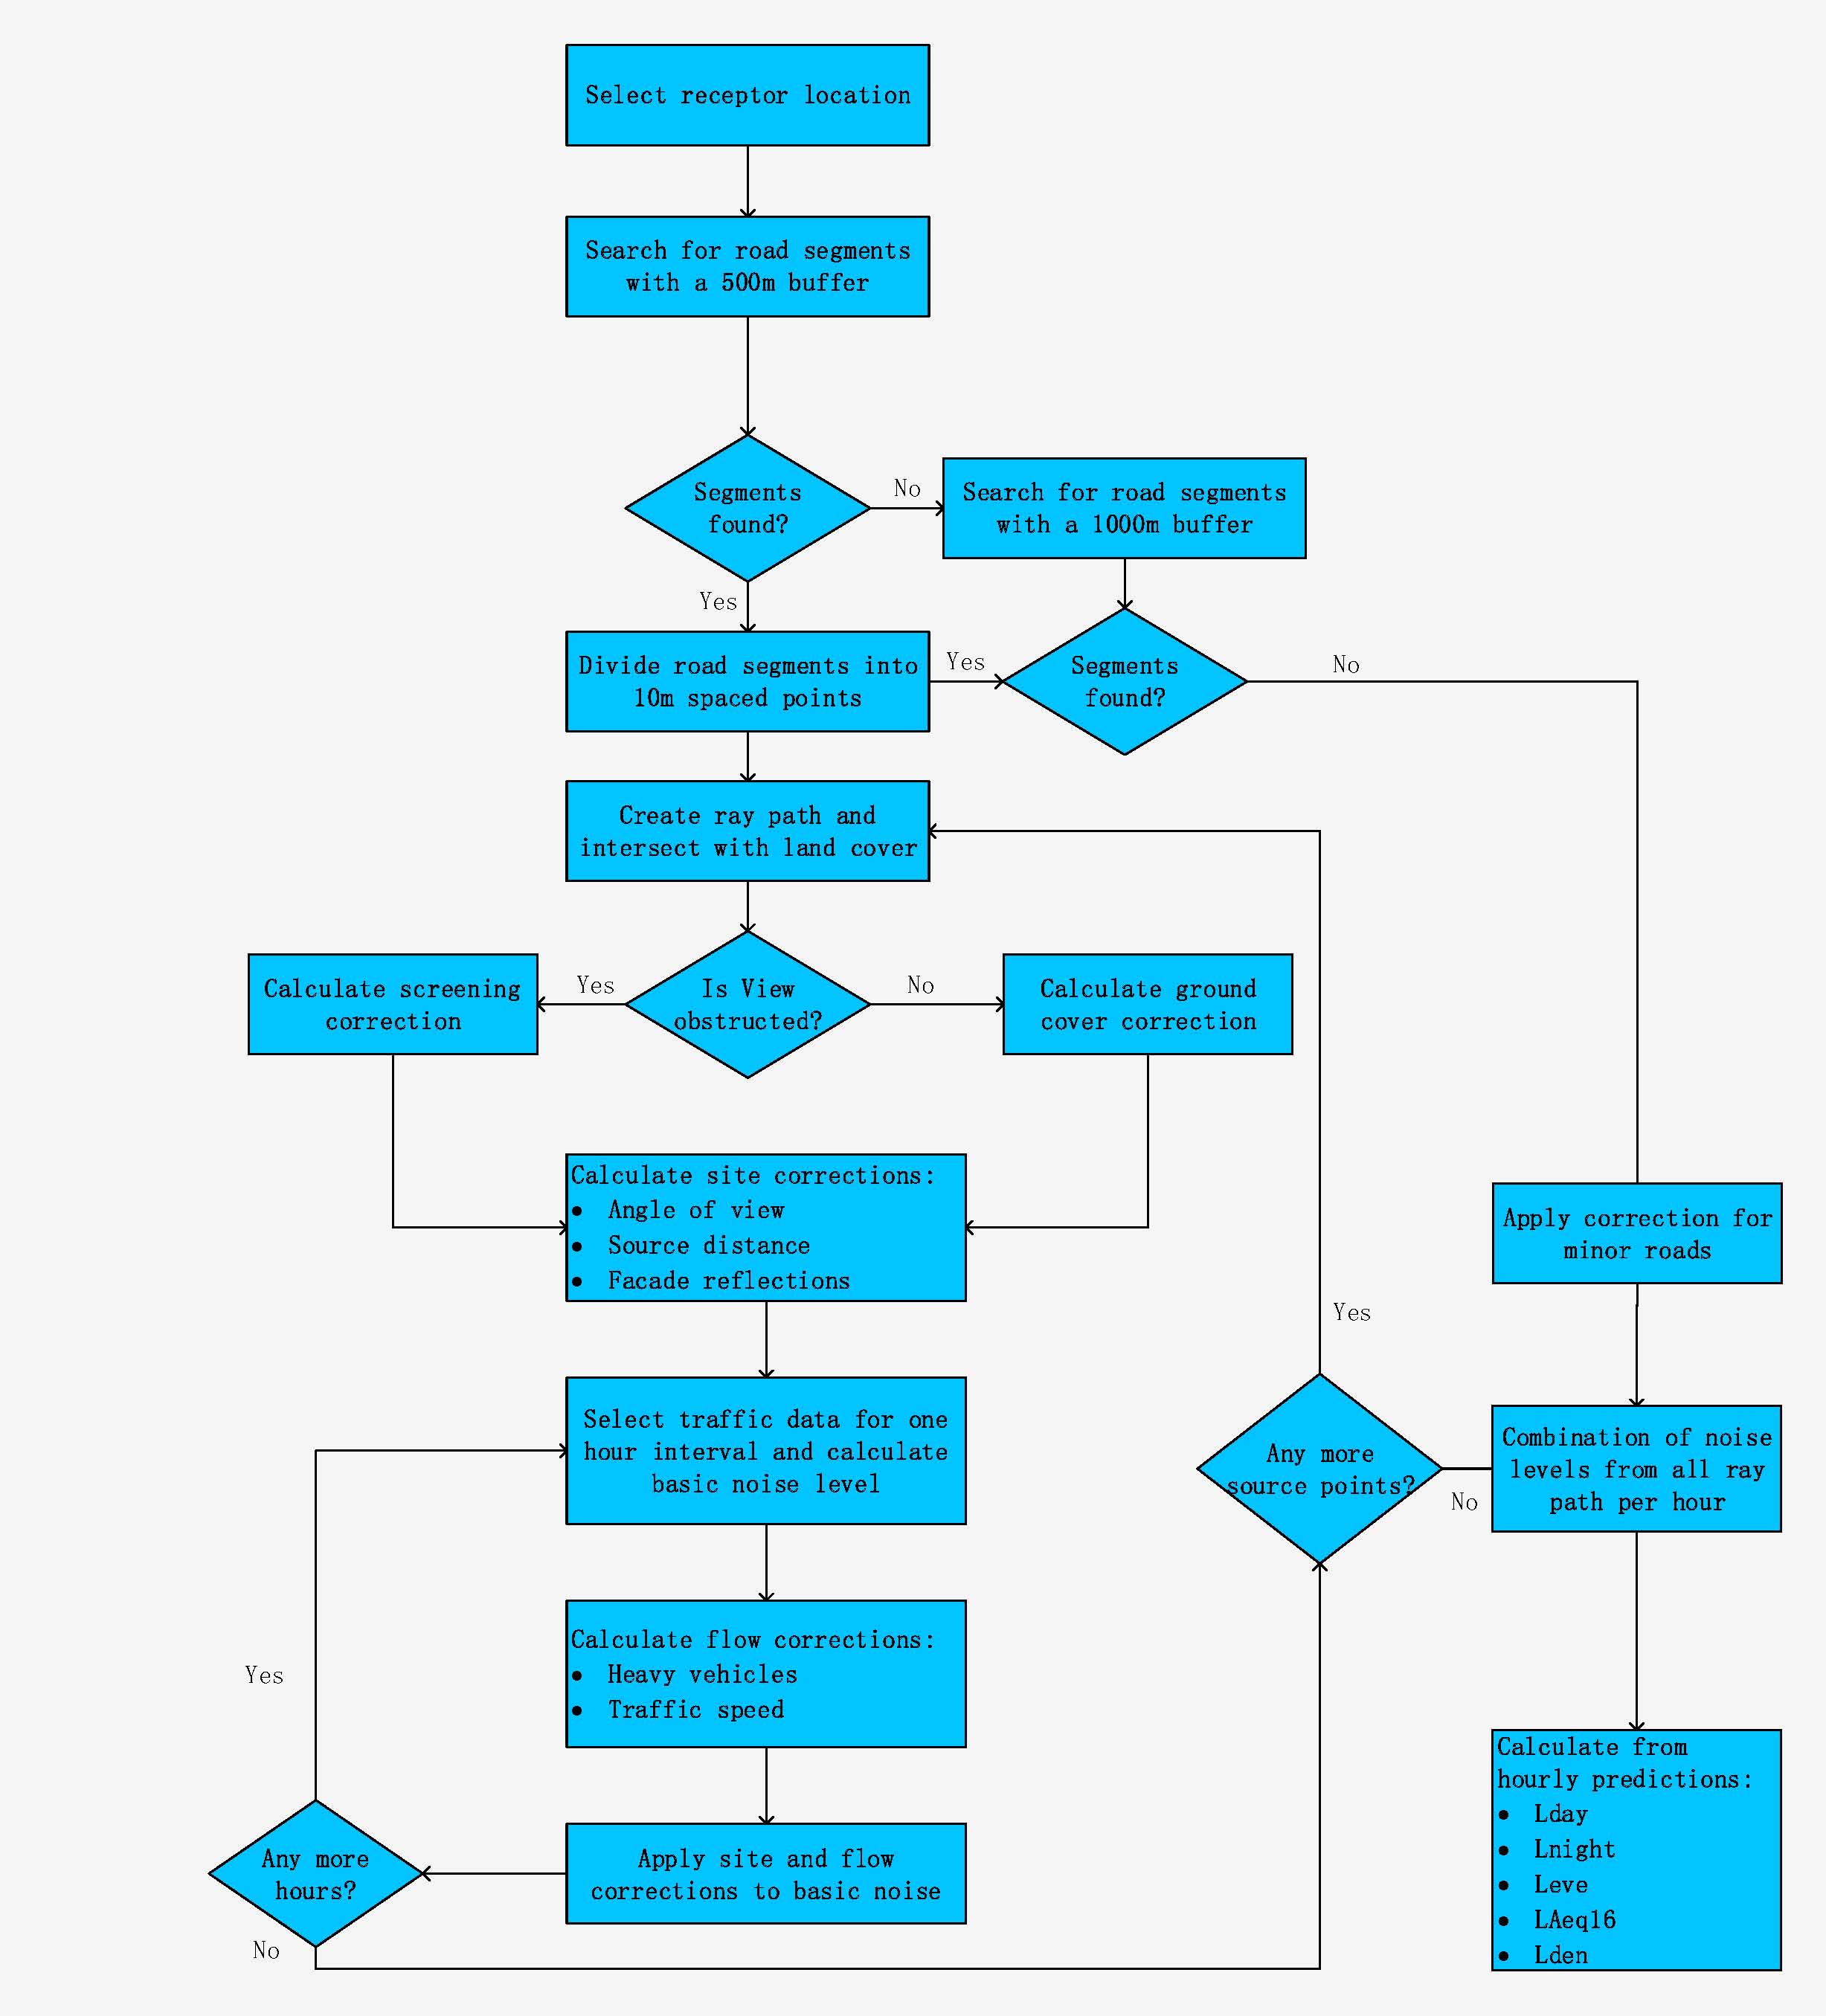 Select receptor location
Search for road segments
with a 500m buffer
Segments
found?
No
Search for road segments
with a 1000m buffer
Yes
Divide road segments into
10m spaced points
Yes
Segments
found?
No
Create ray path and
intersect with land cover
Calculate screening
correction
Yes
Is View
obstructed?
No
Calculate ground
cover correction
Calculate site corrections:
● Angle of view
● Source distance
● Facade reflections
Apply correction for
minor roads
Yes
Select traffic data for one
hour interval and calculate
basic noise level
Any more
source points?
No
Combination of noise
levels from all ray
path per hour
Calculate flow corrections:
● Heavy vehicles
● Traffic speed
Yes
Any more
hours?
No
Apply site and flow
corrections to basic noise
Calculate from
hourly predictions:
● Lday
● Lnight
● Leve
● LAeq16
● Lden